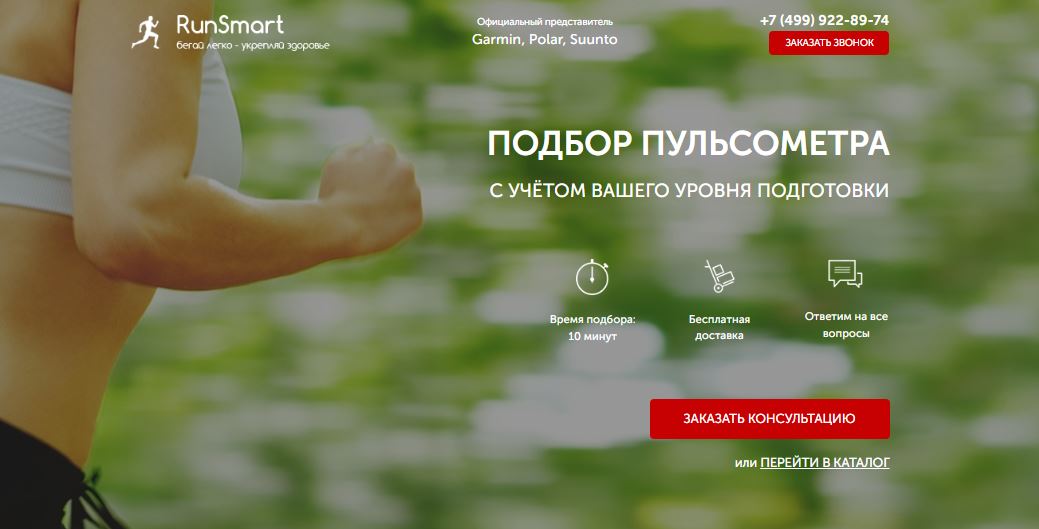 RunSmart
бегай легко - укрепляй здоровье
Официальный представитель
Garmin, Polar, Suunto
+7 (499) 922-89-74
ЗАКАЗАТЬ ЗВОНОК
ПОДБОР ПУЛЬСОМЕТРА
С УЧЁТОМ ВАШЕГО УРОВНЯ ПОДГОТОВКИ
Время подбора:
10 минут
Бесплатная
доставка
Ответим на все
вопросы
ЗАКАЗАТЬ КОНСУЛЬТАЦИЮ
или ПЕРЕЙТИ В КАТАЛОГ